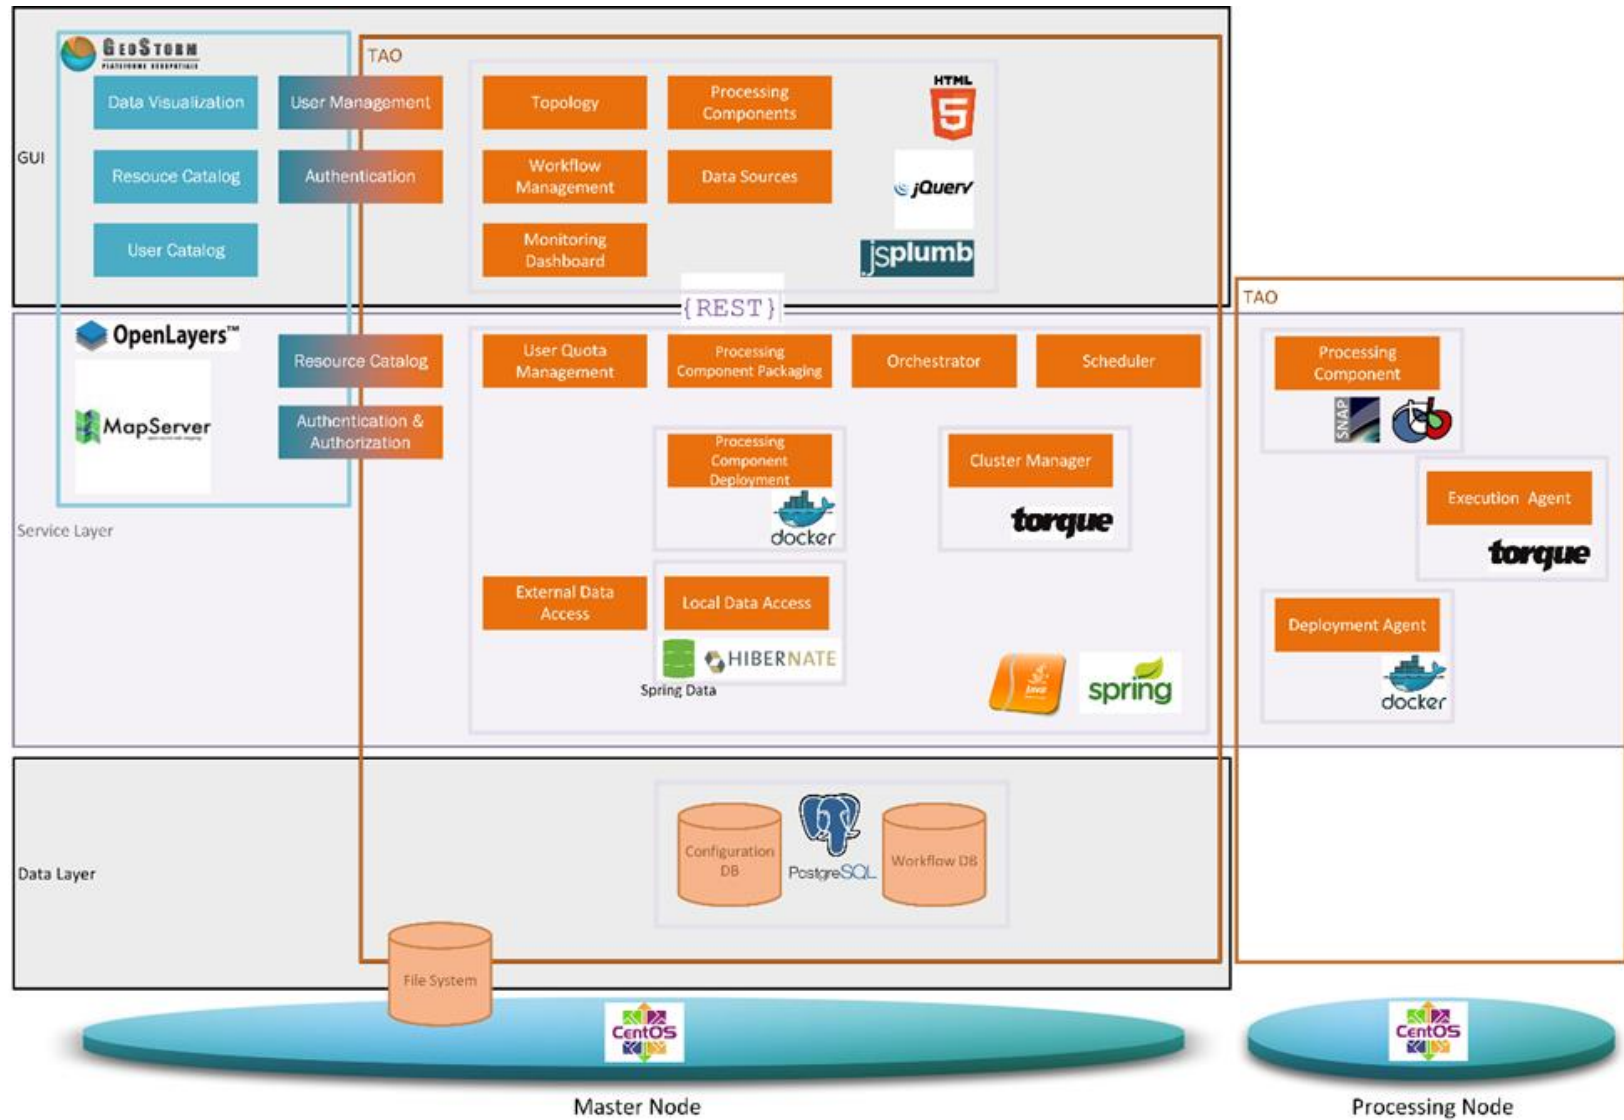 GEOSTORM
PLATEFORME GEOSPATIALE
TAO
Data Visualization
User Management
Topology
Processing
Components
HTML
5
GUI
Resouce Catalog
Authentication
Workflow
Management
Data Sources
jQuery
User Catalog
Monitoring
Dashboard
jsplumb
{REST}
TAO
OpenLayers™
MapServer
Resource Catalog
User Quota
Management
Processing
Component Packaging
Orchestrator
Scheduler
Processing
Component
SNAP
Authentication &
Authorization
Processing
Component
Deployment
docker
Cluster Manager
torque
Execution Agent
torque
Service Layer
External Data
Access
Local Data Access
HIBERNATE
Spring Data
Java
spring
Deployment Agent
docker
Data Layer
Configuration
DB
PostgreSQL
Workflow DB
File System
CentOS
CentOS
Master Node
Processing Node